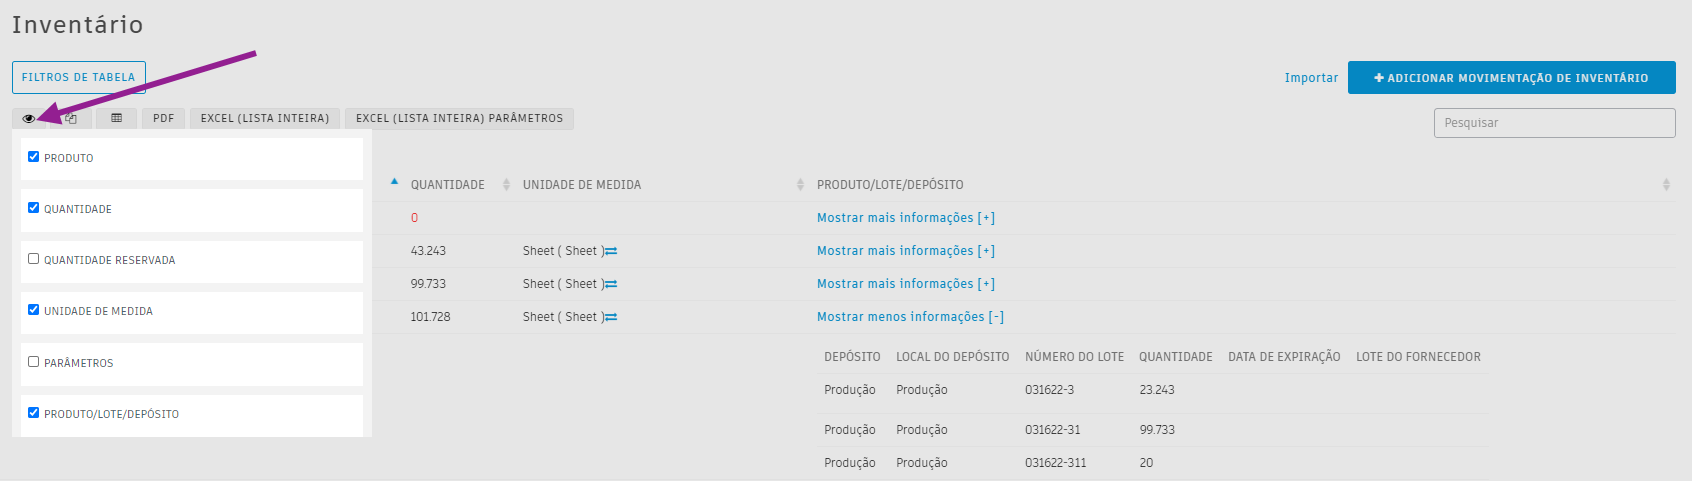 Inventário
FILTROS DE TABELA
Importar
ADICIONAR MOVIMENTAÇÃO DE INVENTÁRIO
PDF EXCEL (LISTA INTEIRA) EXCEL (LISTA INTEIRA) PARÂMETROS
Pesquisar
PRODUTO
QUANTIDADE
QUANTIDADE RESERVADA
UNIDADE DE MEDIDA
PARÂMETROS
PRODUTO/LOTE/DEPÓSITO
QUANTIDADE UNIDADE DE MEDIDA PRODUTO/LOTE/DEPÓSITO
0 Mostrar mais informações [+]
43.243 Sheet ( Sheet ) Mostrar mais informações [+]
99.733 Sheet ( Sheet ) Mostrar mais informações [+]
101.728 Sheet ( Sheet ) Mostrar menos informações [-]
DEPÓSITO LOCAL DO DEPÓSITO NÚMERO DO LOTE QUANTIDADE DATA DE EXPIRAÇÃO LOTE DO FORNECEDOR
Produção Produção 031622-3 23.243
Produção Produção 031622-31 99.733
Produção Produção 031622-311 20